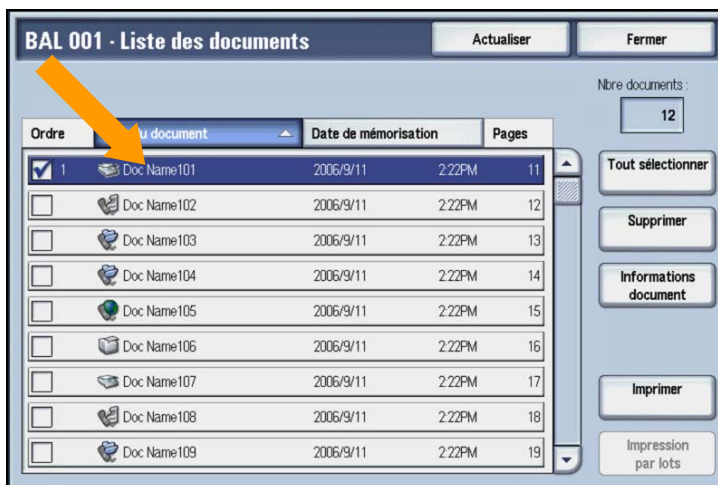 BAL 001 - Liste des documents
Actualiser
Fermer
Nbre documents :
12
Ordre
document
Date de mémorisation
Pages
1 Doc Name101 2006/9/11 2:22PM 11
Doc Name102 2006/9/11 2:22PM 12
Doc Name103 2006/9/11 2:22PM 13
Doc Name104 2006/9/11 2:22PM 14
Doc Name105 2006/9/11 2:22PM 15
Doc Name106 2006/9/11 2:22PM 16
Doc Name107 2006/9/11 2:22PM 17
Doc Name108 2006/9/11 2:22PM 18
Doc Name109 2006/9/11 2:22PM 19
Tout sélectionner
Supprimer
Informations
document
Imprimer
Impression
par lots